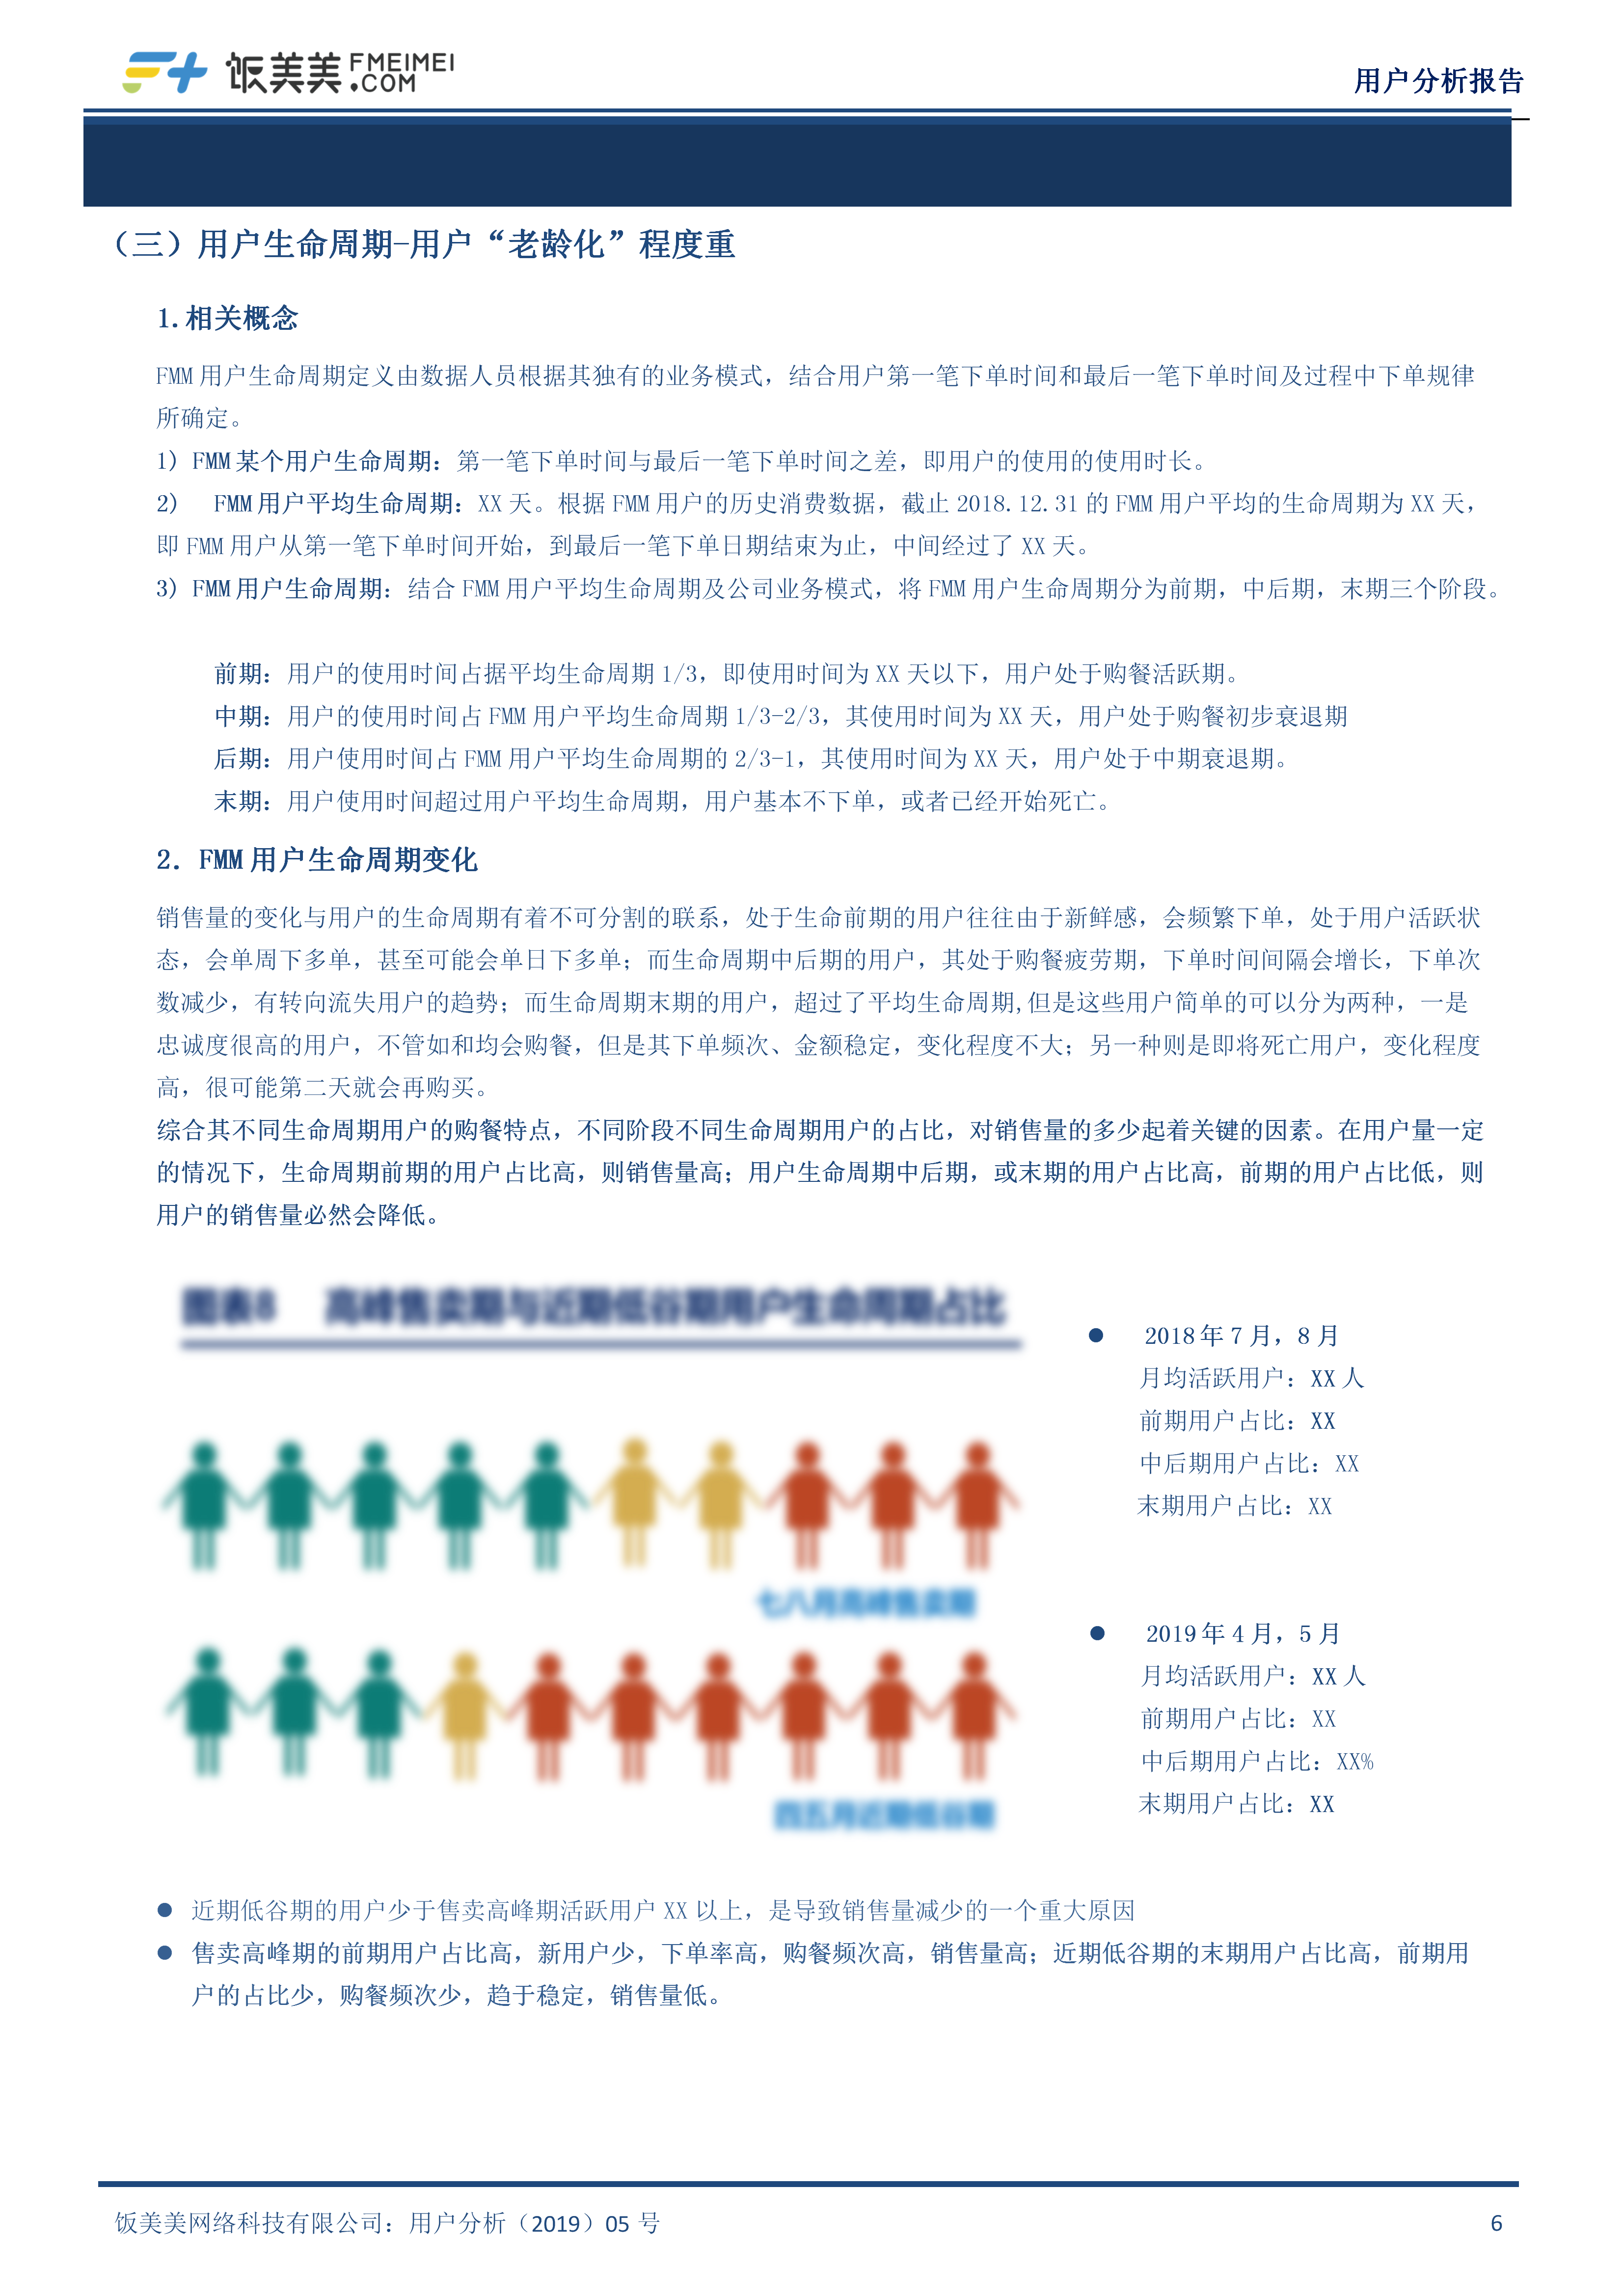 饭美美 FMEIMEI
.COM
用户分析报告
（三）用户生命周期-用户“老龄化”程度重
1.相关概念
FMM 用户生命周期定义由数据人员根据其独有的业务模式，结合用户第一笔下单时间和最后一笔下单时间及过程中下单规律
所确定。
1) FMM 某个用户生命周期：第一笔下单时间与最后一笔下单时间之差，即用户的使用的使用时长。
2) FMM 用户平均生命周期：XX 天。根据 FMM 用户的历史消费数据，截止 2018.12.31 的 FMM 用户平均的生命周期为 XX 天，
即 FMM 用户从第一笔下单时间开始，到最后一笔下单日期结束为止，中间经过了 XX 天。
3) FMM 用户生命周期：结合 FMM 用户平均生命周期及公司业务模式，将 FMM 用户生命周期分为前期，中后期，末期三个阶段。
前期：用户的使用时间占据平均生命周期 1/3，即使用时间为 XX 天以下，用户处于购餐活跃期。
中期：用户的使用时间占 FMM 用户平均生命周期 1/3-2/3，其使用时间为 XX 天，用户处于购餐初步衰退期
后期：用户使用时间占 FMM 用户平均生命周期的 2/3-1，其使用时间为 XX 天，用户处于中期衰退期。
末期：用户使用时间超过用户平均生命周期，用户基本不下单，或者已经开始死亡。
2. FMM 用户生命周期变化
销售量的变化与用户的生命周期有着不可分割的联系，处于生命前期的用户往往由于新鲜感，会频繁下单，处于用户活跃状
态，会单周下多单，甚至可能会单日下多单；而生命周期中后期的用户，其处于购餐疲劳期，下单时间间隔会增长，下单次
数减少，有转向流失用户的趋势；而生命周期末期的用户，超过了平均生命周期,但是这些用户简单的可以分为两种，一是
忠诚度很高的用户，不管如和均会购餐，但是其下单频次、金额稳定，变化程度不大；另一种则是即将死亡用户，变化程度
高，很可能第二天就会再购买。
综合其不同生命周期用户的购餐特点，不同阶段不同生命周期用户的占比，对销售量的多少起着关键的因素。在用户量一定
的情况下，生命周期前期的用户占比高，则销售量高；用户生命周期中后期，或末期的用户占比高，前期的用户占比低，则
用户的销售量必然会降低。
图表8 高峰售卖期与近期低谷期用户生命周期占比
七八月高峰售卖期
四五月近期低谷期
● 2018 年 7 月，8 月
月均活跃用户：XX 人
前期用户占比：XX
中后期用户占比：XX
末期用户占比：XX
● 2019 年 4 月，5 月
月均活跃用户：XX 人
前期用户占比：XX
中后期用户占比：XX%
末期用户占比：XX
● 近期低谷期的用户少于售卖高峰期活跃用户 XX 以上，是导致销售量减少的一个重大原因
● 售卖高峰期的前期用户占比高，新用户少，下单率高，购餐频次高，销售量高；近期低谷期的末期用户占比高，前期用
户的占比少，购餐频次少，趋于稳定，销售量低。
饭美美网络科技有限公司：用户分析（2019）05 号
6